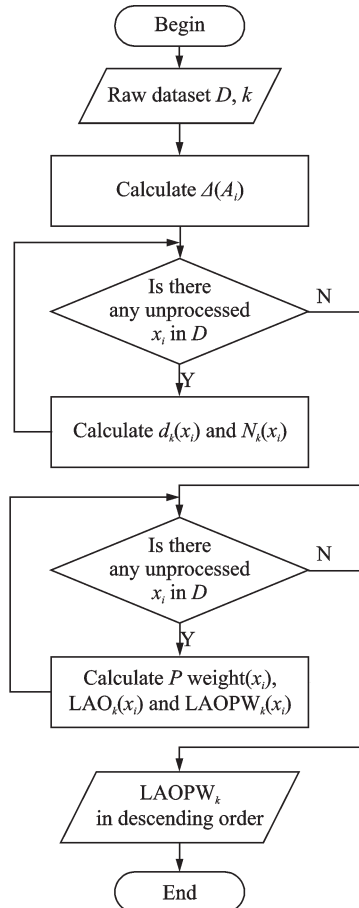 Begin
Raw dataset D, k
Calculate Δ(Aᵢ)
Is there
any unprocessed
xᵢ in D
N
Y
Calculate dₖ(xᵢ) and Nₖ(xᵢ)
Is there
any unprocessed
xᵢ in D
N
Y
Calculate P weight(xᵢ),
LAOₖ(xᵢ) and LAOPWₖ(xᵢ)
LAOPWₖ
in descending order
End